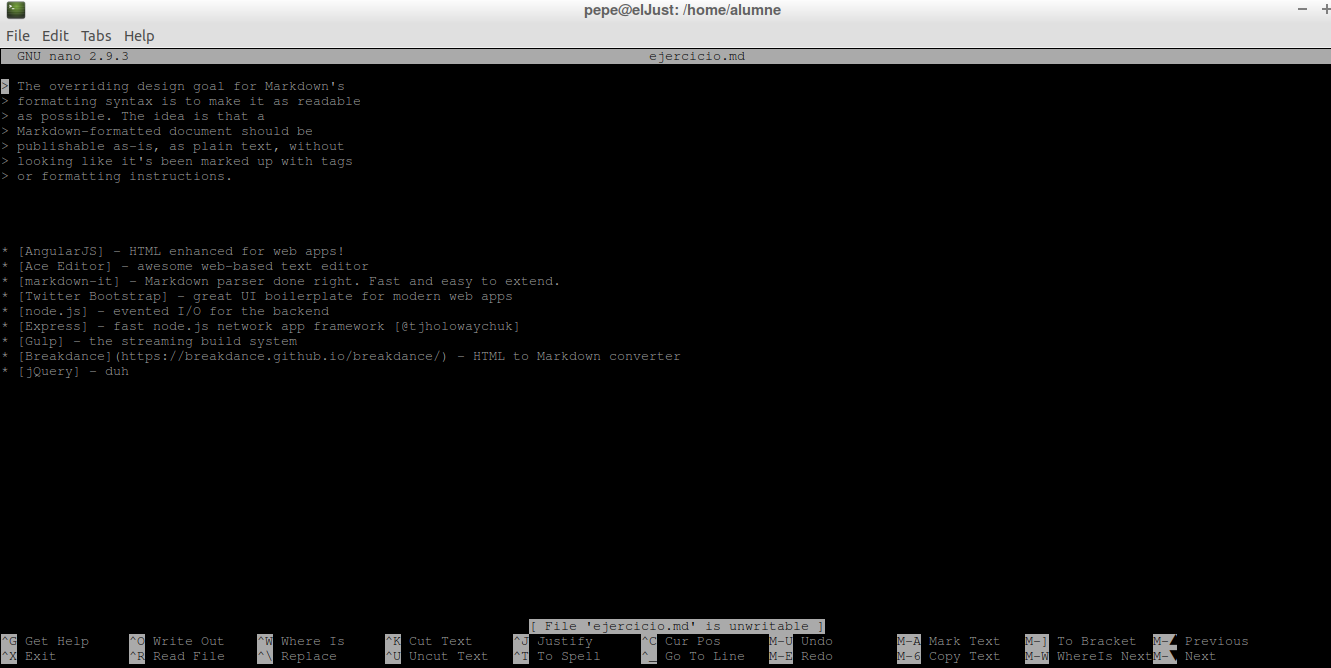 pepe@elJust: /home/alumne
File Edit Tabs Help
GNU nano 2.9.3 ejercicio.md
> The overriding design goal for Markdown's
> formatting syntax is to make it as readable
> as possible. The idea is that a
> Markdown-formatted document should be
> publishable as-is, as plain text, without
> looking like it's been marked up with tags
> or formatting instructions.
* [AngularJS] - HTML enhanced for web apps!
* [Ace Editor] - awesome web-based text editor
* [markdown-it] - Markdown parser done right. Fast and easy to extend.
* [Twitter Bootstrap] - great UI boilerplate for modern web apps
* [node.js] - evented I/O for the backend
* [Express] - fast node.js network app framework [@tjholowaychuk]
* [Gulp] - the streaming build system
* [Breakdance](https://breakdance.github.io/breakdance/) - HTML to Markdown converter
* [jQuery] - duh
[ File 'ejercicio.md' is unwritable ]
^G Get Help ^O Write Out ^W Where Is ^K Cut Text ^J Justify ^C Cur Pos M-U Undo M-A Mark Text M-] To Bracket M-▲ Previous
^X Exit ^R Read File ^\ Replace ^U Uncut Text ^T To Spell ^_ Go To Line M-E Redo M-6 Copy Text M-W WhereIs Next M-▼ Next